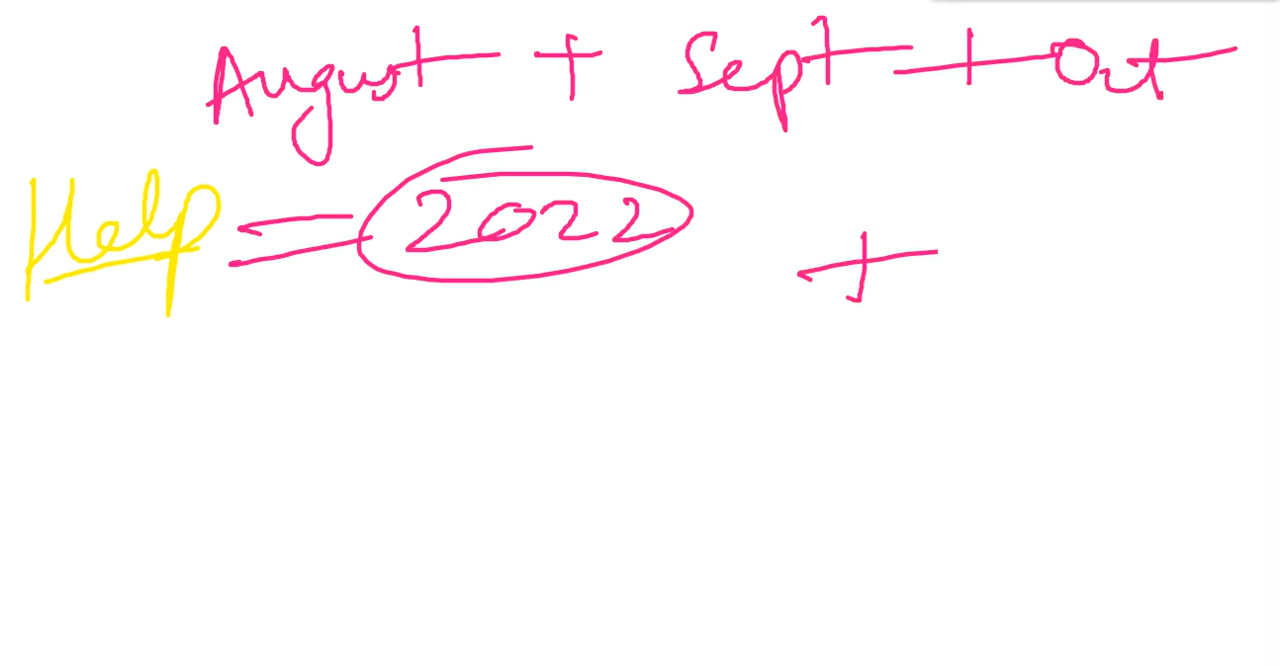 August + Sept + Oct
Help = 2022 +